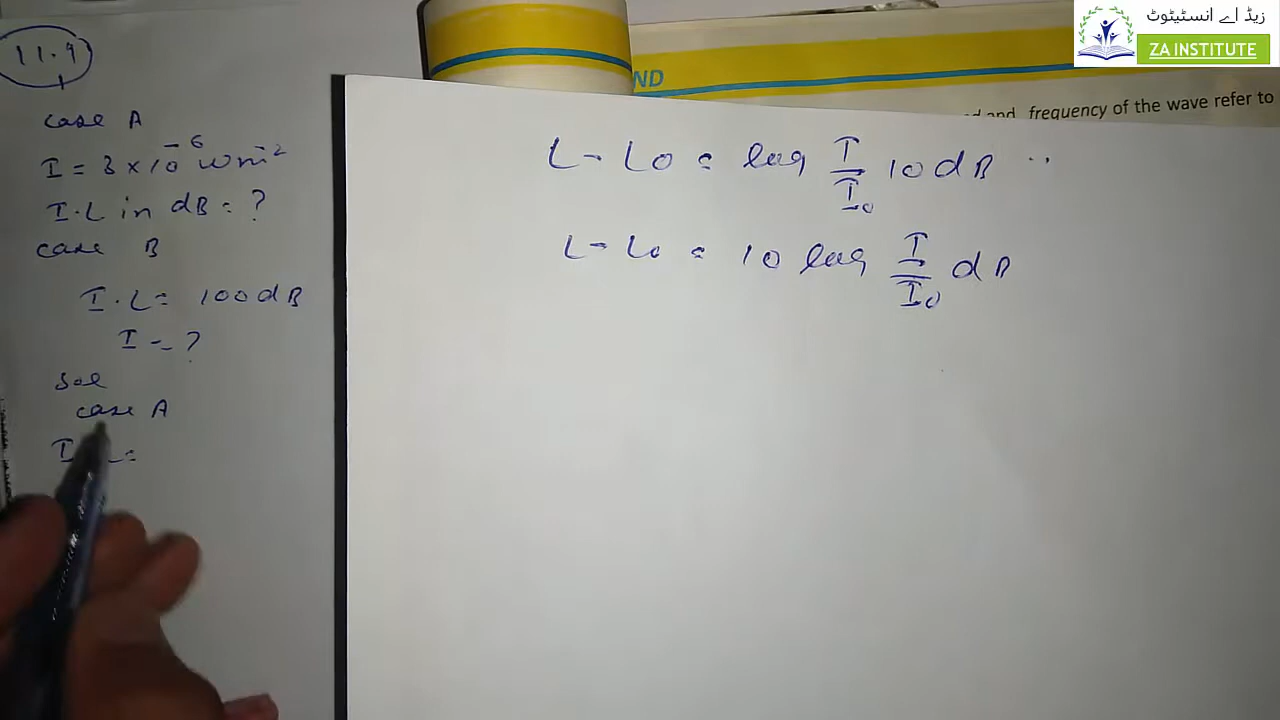 زیڈ اے انسٹیٹوٹ
ZA INSTITUTE
ND
and frequency of the wave refer to
11.9
case A
I = 3 × 10⁻⁶ wm⁻²
I.L in dB = ?
case B
I.L = 100 dB
I = ?
Sol
case A
I L =
L - L0 = log I/I₀ 10 dB ..
L - L0 = 10 log I/I₀ dB